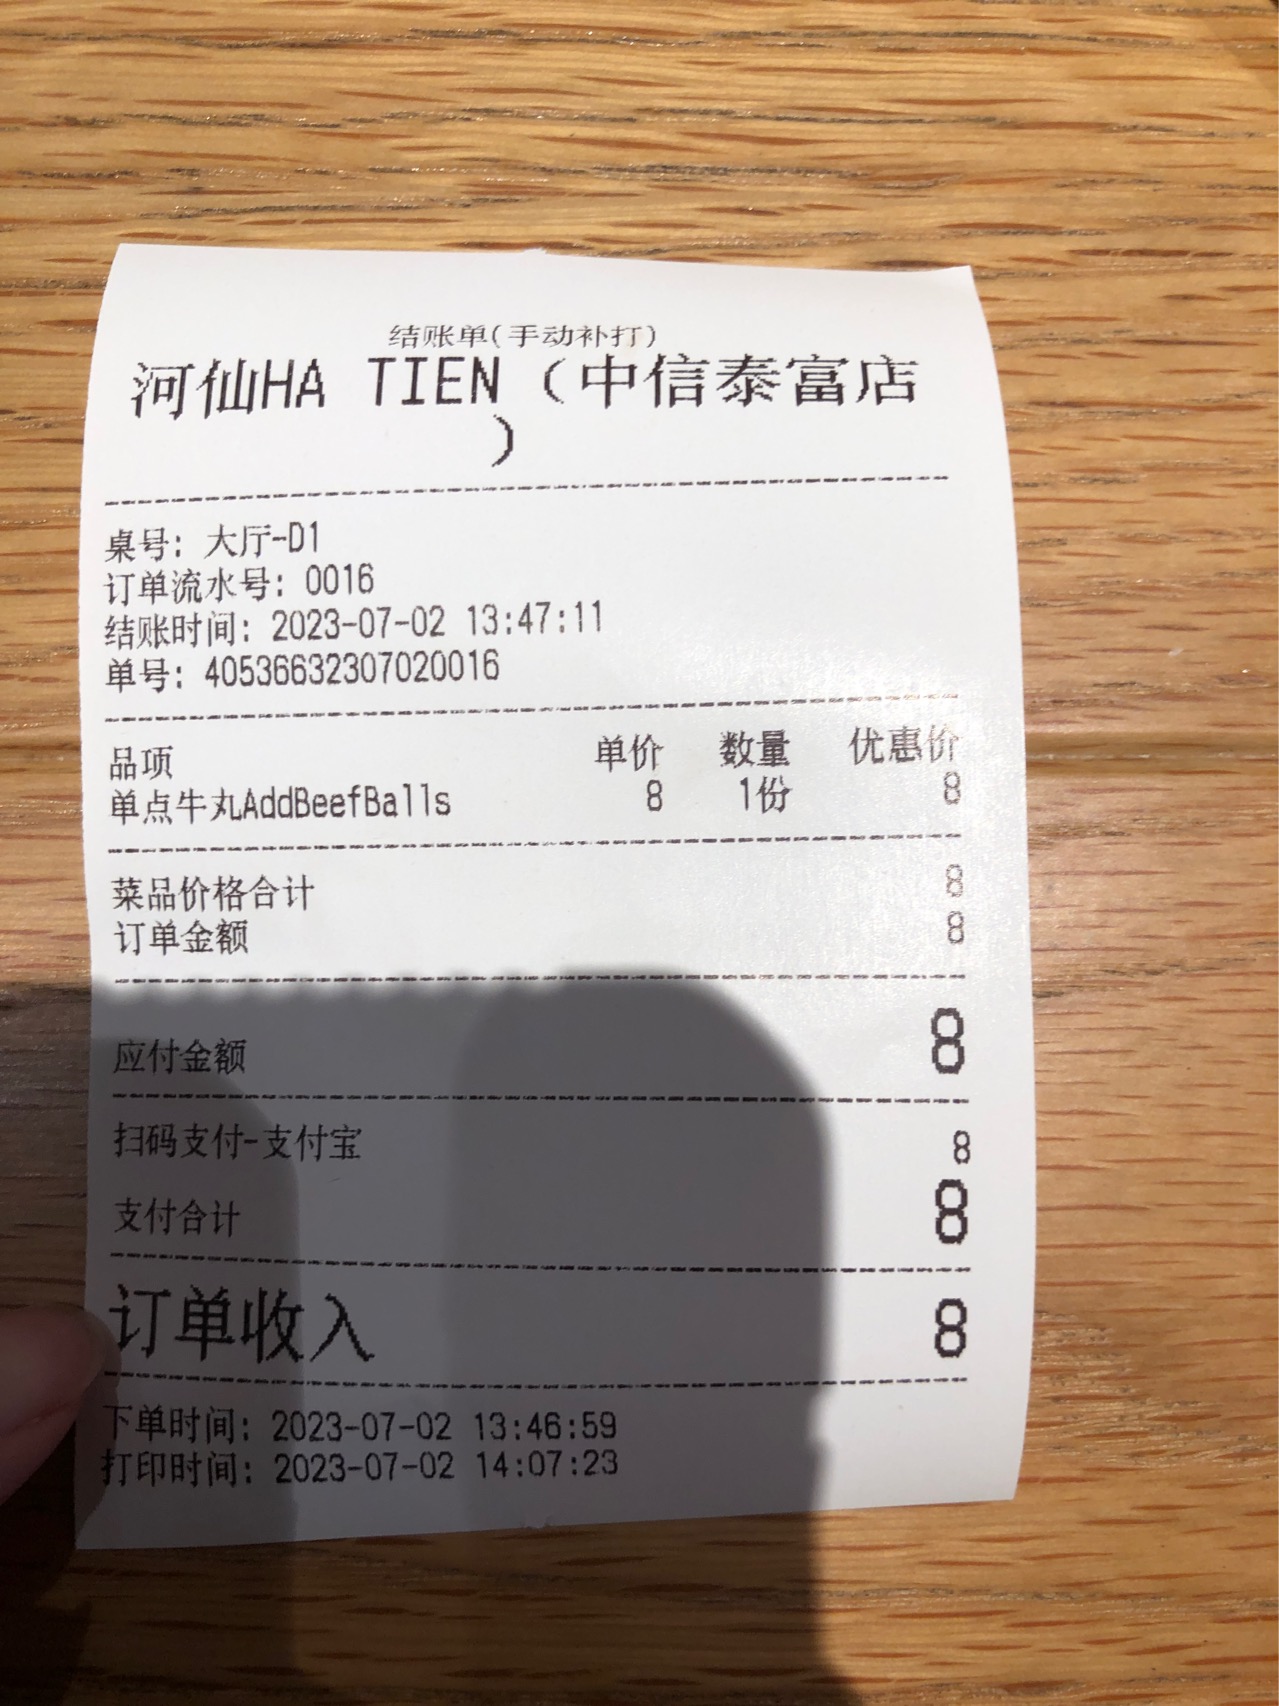 结账单(手动补打)
河仙HA TIEN（中信泰富店
）
桌号: 大厅-D1
订单流水号: 0016
结账时间: 2023-07-02 13:47:11
单号: 40536632307020016
品项 单价 数量 优惠价
单点牛丸AddBeefBalls 8 1份 8
菜品价格合计 8
订单金额 8
应付金额 8
扫码支付-支付宝 8
支付合计 8
订单收入 8
下单时间: 2023-07-02 13:46:59
打印时间: 2023-07-02 14:07:23